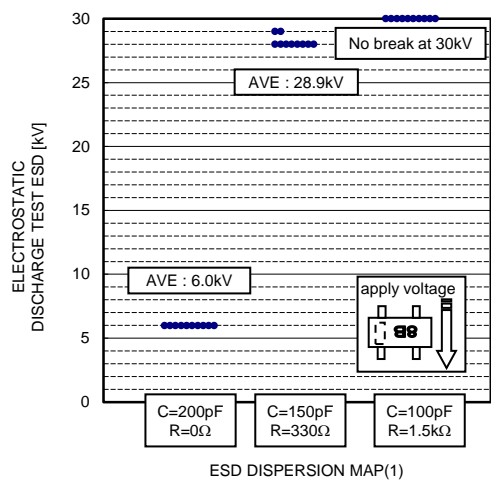 30
25
20
15
10
5
0
ELECTROSTATIC
DISCHARGE TEST ESD [kV]
No break at 30kV
AVE : 28.9kV
AVE : 6.0kV
apply voltage
8B
C=200pF
R=0Ω
C=150pF
R=330Ω
C=100pF
R=1.5kΩ
ESD DISPERSION MAP(1)